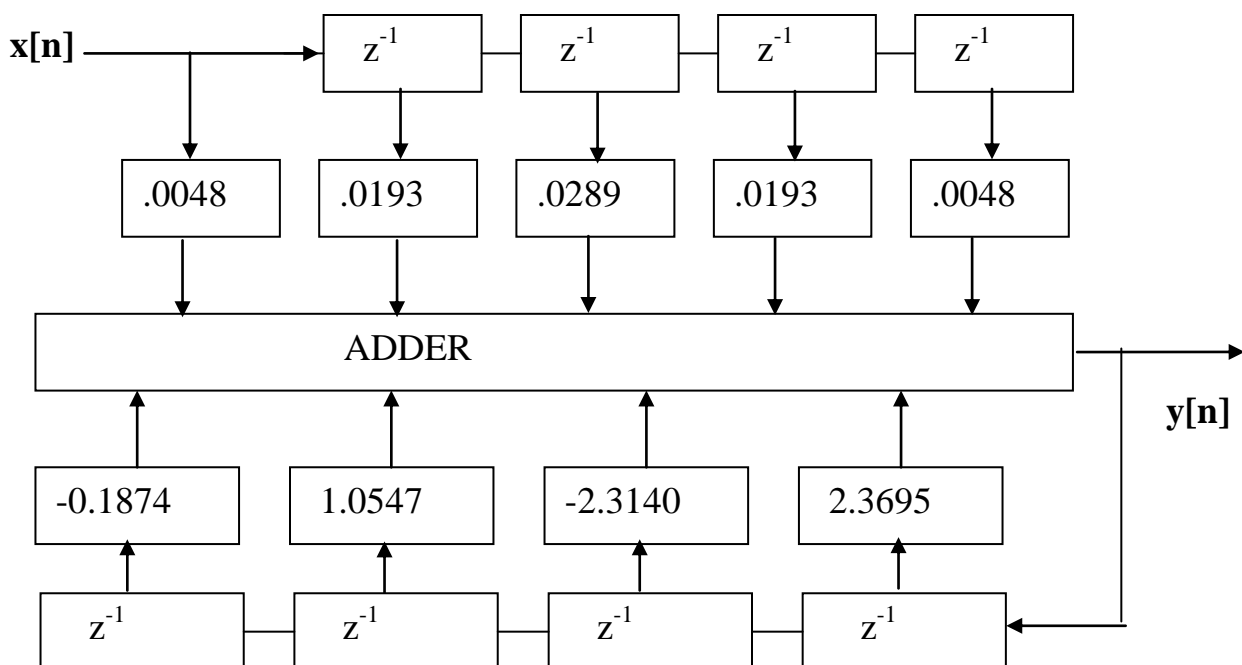 x[n] z⁻¹ z⁻¹ z⁻¹ z⁻¹
.0048 .0193 .0289 .0193 .0048
ADDER
y[n]
-0.1874 1.0547 -2.3140 2.3695
z⁻¹ z⁻¹ z⁻¹ z⁻¹